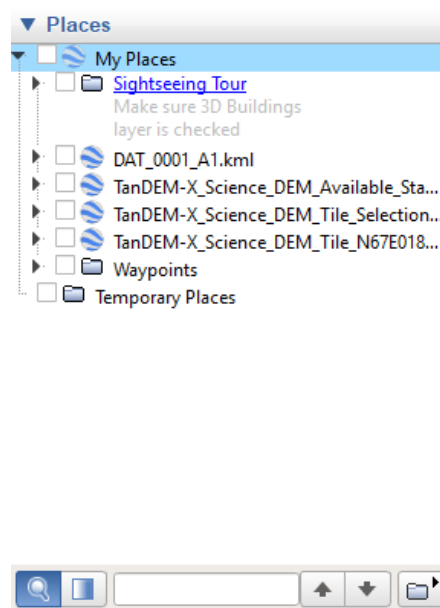 Places
My Places
Sightseeing Tour
Make sure 3D Buildings
layer is checked
DAT_0001_A1.kml
TanDEM-X_Science_DEM_Available_Sta...
TanDEM-X_Science_DEM_Tile_Selection...
TanDEM-X_Science_DEM_Tile_N67E018...
Waypoints
Temporary Places